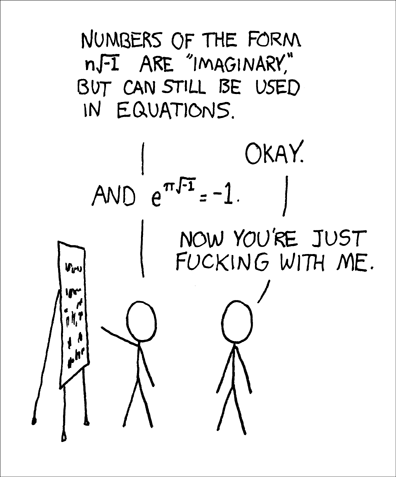 NUMBERS OF THE FORM
n√-1 ARE "IMAGINARY,"
BUT CAN STILL BE USED
IN EQUATIONS.
OKAY.
AND e^π√-1 = -1.
NOW YOU'RE JUST
FUCKING WITH ME.